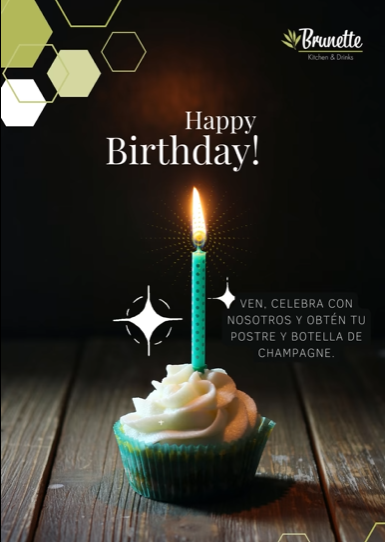 Brunette
Kitchen & Drinks
Happy
Birthday!
VEN, CELEBRA CON
NOSOTROS Y OBTÉN TU
POSTRE Y BOTELLA DE
CHAMPAGNE.